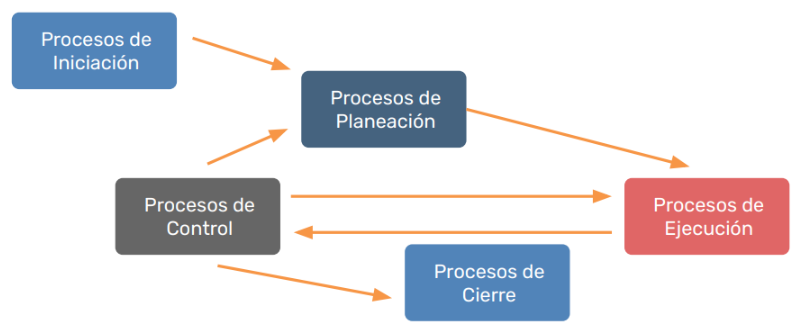 Procesos de
Iniciación
Procesos de
Planeación
Procesos de
Control
Procesos de
Ejecución
Procesos de
Cierre